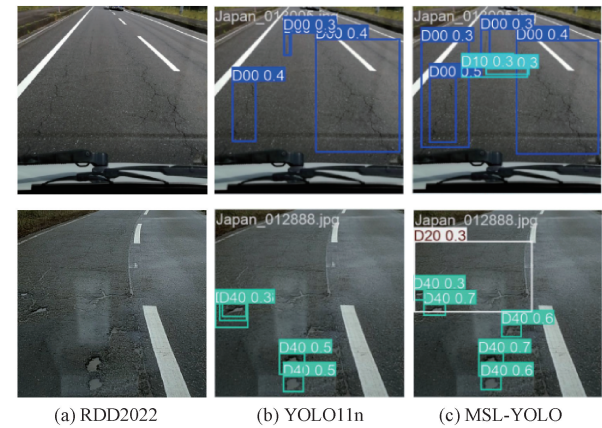 Japan_012
D00 0.3
D00 0.4
D00 0.4
D00 0.3
D00 0.3
D00 0.4
D10 0.3 0.3
D00 0.5
Japan_012888.jpg
D40 0.3
D40 0.5
D40 0.5
Japan_012888.jpg
D20 0.3
D40 0.3
D40 0.7
D40 0.6
D40 0.7
D40 0.6
(a) RDD2022
(b) YOLO11n
(c) MSL-YOLO